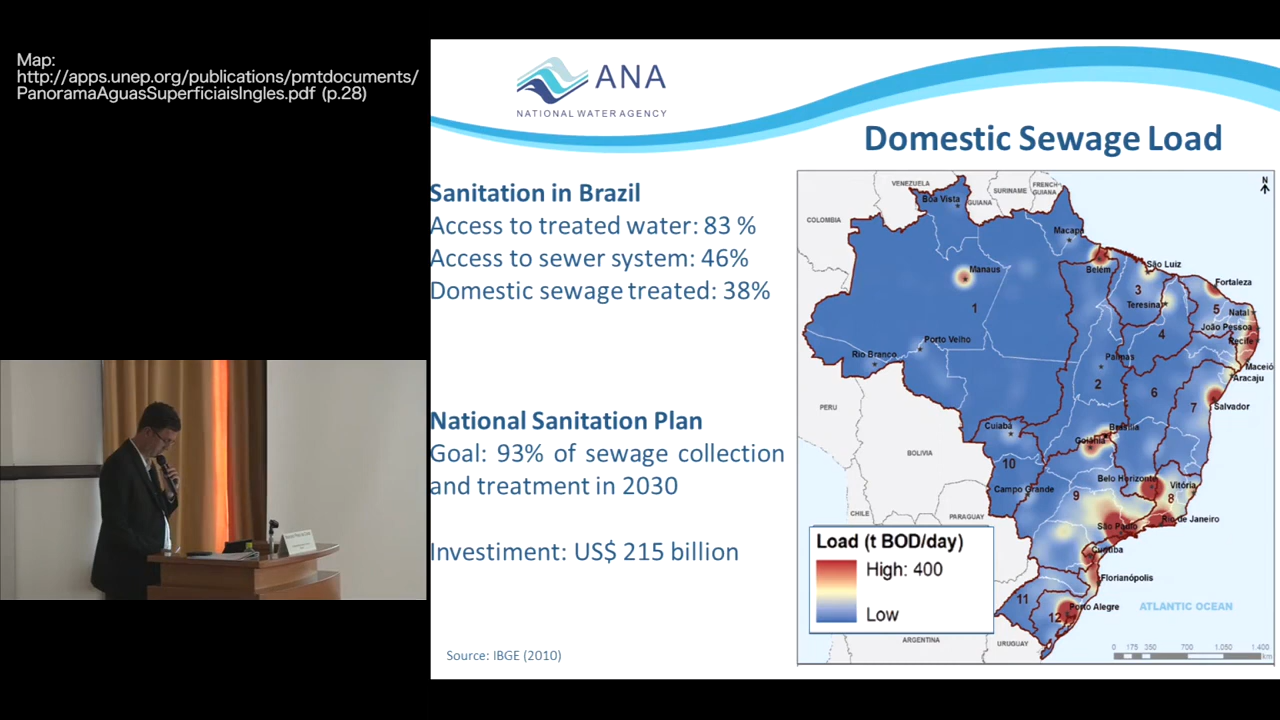 Map:
http://apps.unep.org/publications/pmtdocuments/
PanoramaAguasSuperficiaisIngles.pdf (p.28)
ANA
NATIONAL WATER AGENCY
Domestic Sewage Load
Sanitation in Brazil
Access to treated water: 83 %
Access to sewer system: 46%
Domestic sewage treated: 38%
National Sanitation Plan
Goal: 93% of sewage collection
and treatment in 2030
Investiment: US$ 215 billion
Source: IBGE (2010)
N
VENEZUELA
SURINAME
FRENCH
GUIANA
GUIANA
COLOMBIA
Boa Vista
Macapa
Belém
São Luiz
Manaus
Fortaleza
3
Teresina
1
5
Natal
João Pessoa
4
Recife
Porto Velho
Rio Branco
Palmas
Maceió
Aracaju
2
6
7
Salvador
PERU
Cuiabá
Brasília
Goiânia
BOLIVIA
10
Belo Horizonte
Vitória
Campo Grande
9
8
CHILE
PARAGUAY
São Paulo
Rio de Janeiro
Curitiba
Florianópolis
11
12
Porto Alegre
ATLANTIC OCEAN
ARGENTINA
URUGUAY
Load (t BOD/day)
High: 400
Low
0 175 350 700 1.050 1.400
km